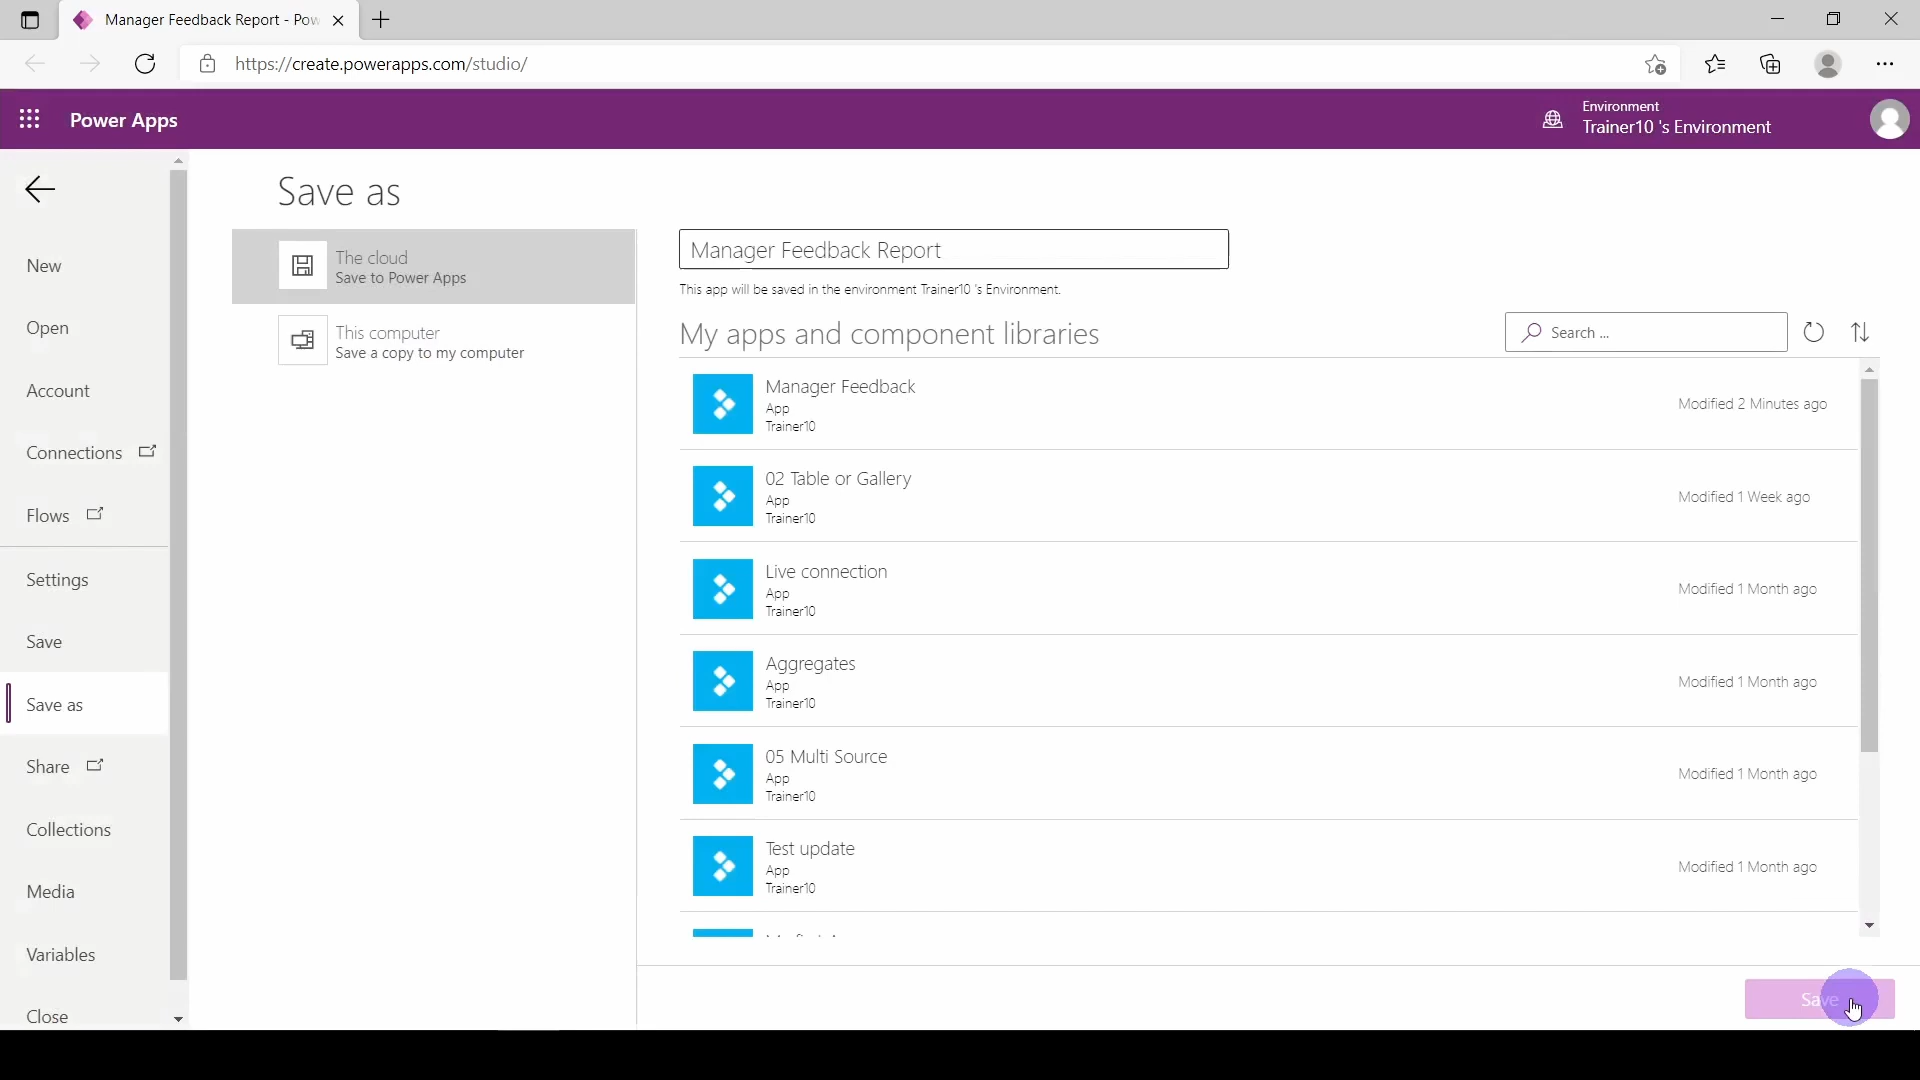 Manager Feedback Report - Pow
https://create.powerapps.com/studio/
Power Apps
Environment
Trainer10 's Environment
Save as
New
Open
Account
Connections
Flows
Settings
Save
Save as
Share
Collections
Media
Variables
Close
The cloud
Save to Power Apps
This computer
Save a copy to my computer
Manager Feedback Report
This app will be saved in the environment Trainer10 's Environment.
My apps and component libraries
Search ...
Manager Feedback
App
Trainer10
Modified 2 Minutes ago
02 Table or Gallery
App
Trainer10
Modified 1 Week ago
Live connection
App
Trainer10
Modified 1 Month ago
Aggregates
App
Trainer10
Modified 1 Month ago
05 Multi Source
App
Trainer10
Modified 1 Month ago
Test update
App
Trainer10
Modified 1 Month ago
Save